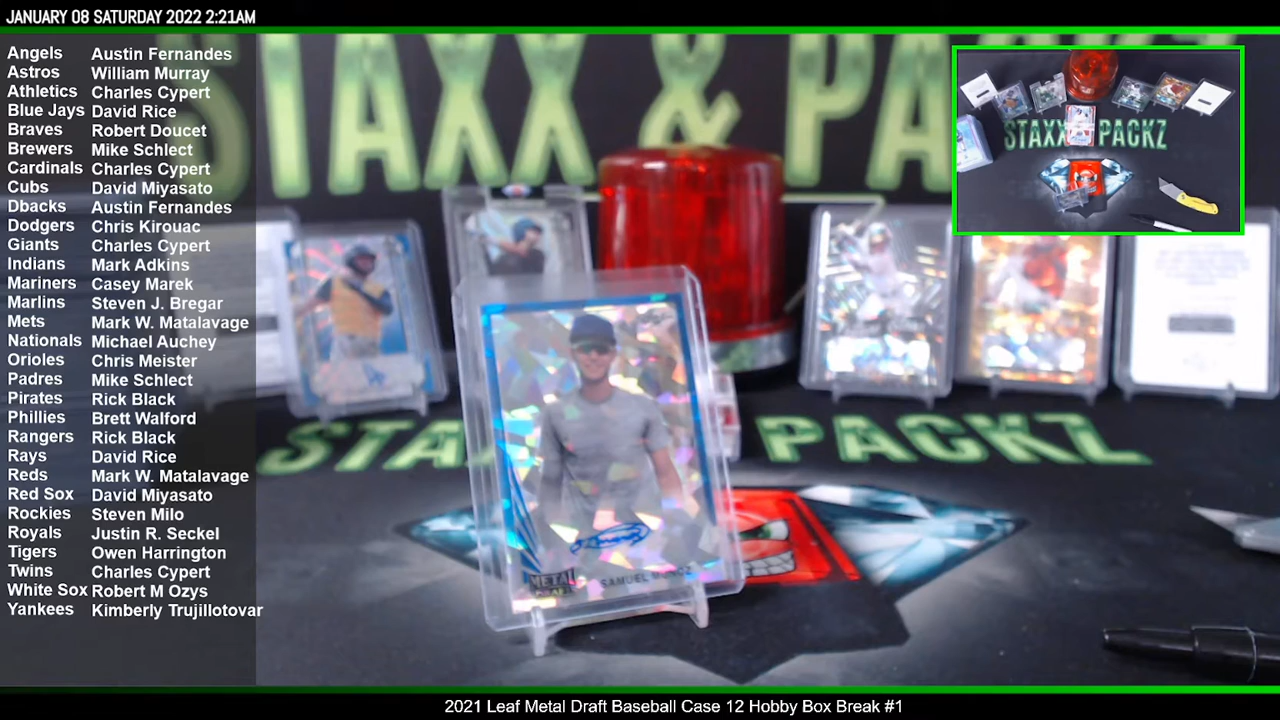 JANUARY 08 SATURDAY 2022 2:21AM
Angels Austin Fernandes
Astros William Murray
Athletics Charles Cypert
Blue Jays David Rice
Braves Robert Doucet
Brewers Mike Schlect
Cardinals Charles Cypert
Cubs David Miyasato
Dbacks Austin Fernandes
Dodgers Chris Kirouac
Giants Charles Cypert
Indians Mark Adkins
Mariners Casey Marek
Marlins Steven J. Bregar
Mets Mark W. Matalavage
Nationals Michael Auchey
Orioles Chris Meister
Padres Mike Schlect
Pirates Rick Black
Phillies Brett Walford
Rangers Rick Black
Rays David Rice
Reds Mark W. Matalavage
Red Sox David Miyasato
Rockies Steven Milo
Royals Justin R. Seckel
Tigers Owen Harrington
Twins Charles Cypert
White Sox Robert M Ozys
Yankees Kimberly Trujillotovar
STAXX & PA
STA PACKZ
METAL
SAMUEL MUNOZ
STAXX PACKZ
2021 Leaf Metal Draft Baseball Case 12 Hobby Box Break #1